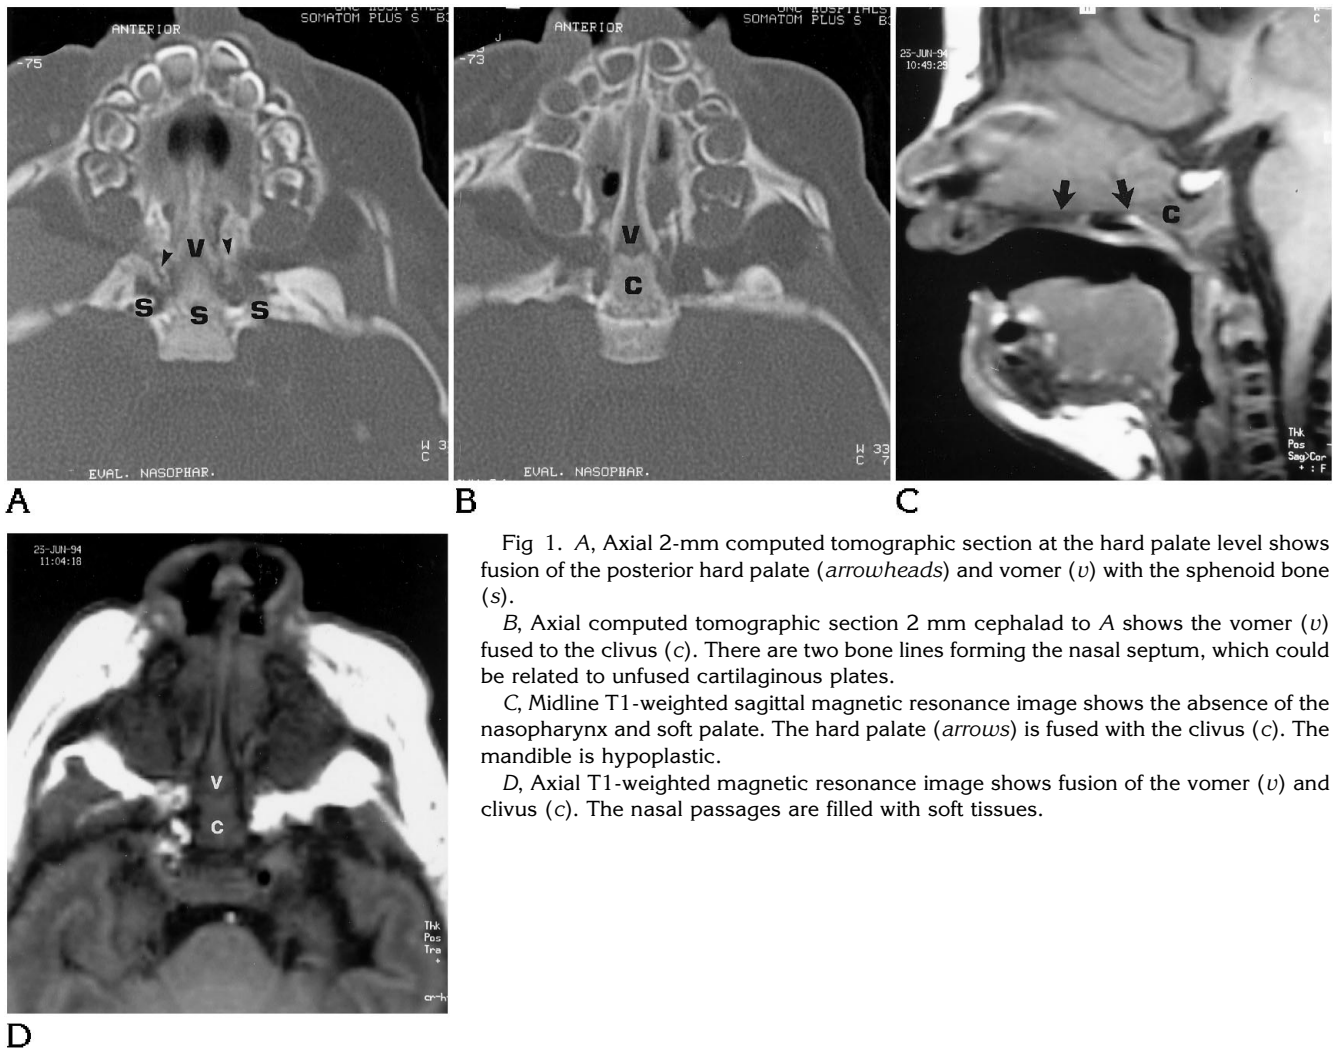 UNC HOSPITALS
SOMATOM PLUS S
ANTERIOR
-75
V
S S S
W 3
C
EVAL. NASOPHAR.
A
UNC HOSPITALS
SOMATOM PLUS S
ANTERIOR
J
-73
V
C
W 33
C 7
EVAL. NASOPHAR.
B
C
10:49:29
C
Thk
Pos
Sag>Cor
+ : F
C
11:04:18
V
C
Thk
Pos
Tra
+
D
Fig 1. A, Axial 2-mm computed tomographic section at the hard palate level shows
fusion of the posterior hard palate (arrowheads) and vomer (v) with the sphenoid bone
(s).
B, Axial computed tomographic section 2 mm cephalad to A shows the vomer (v)
fused to the clivus (c). There are two bone lines forming the nasal septum, which could
be related to unfused cartilaginous plates.
C, Midline T1-weighted sagittal magnetic resonance image shows the absence of the
nasopharynx and soft palate. The hard palate (arrows) is fused with the clivus (c). The
mandible is hypoplastic.
D, Axial T1-weighted magnetic resonance image shows fusion of the vomer (v) and
clivus (c). The nasal passages are filled with soft tissues.